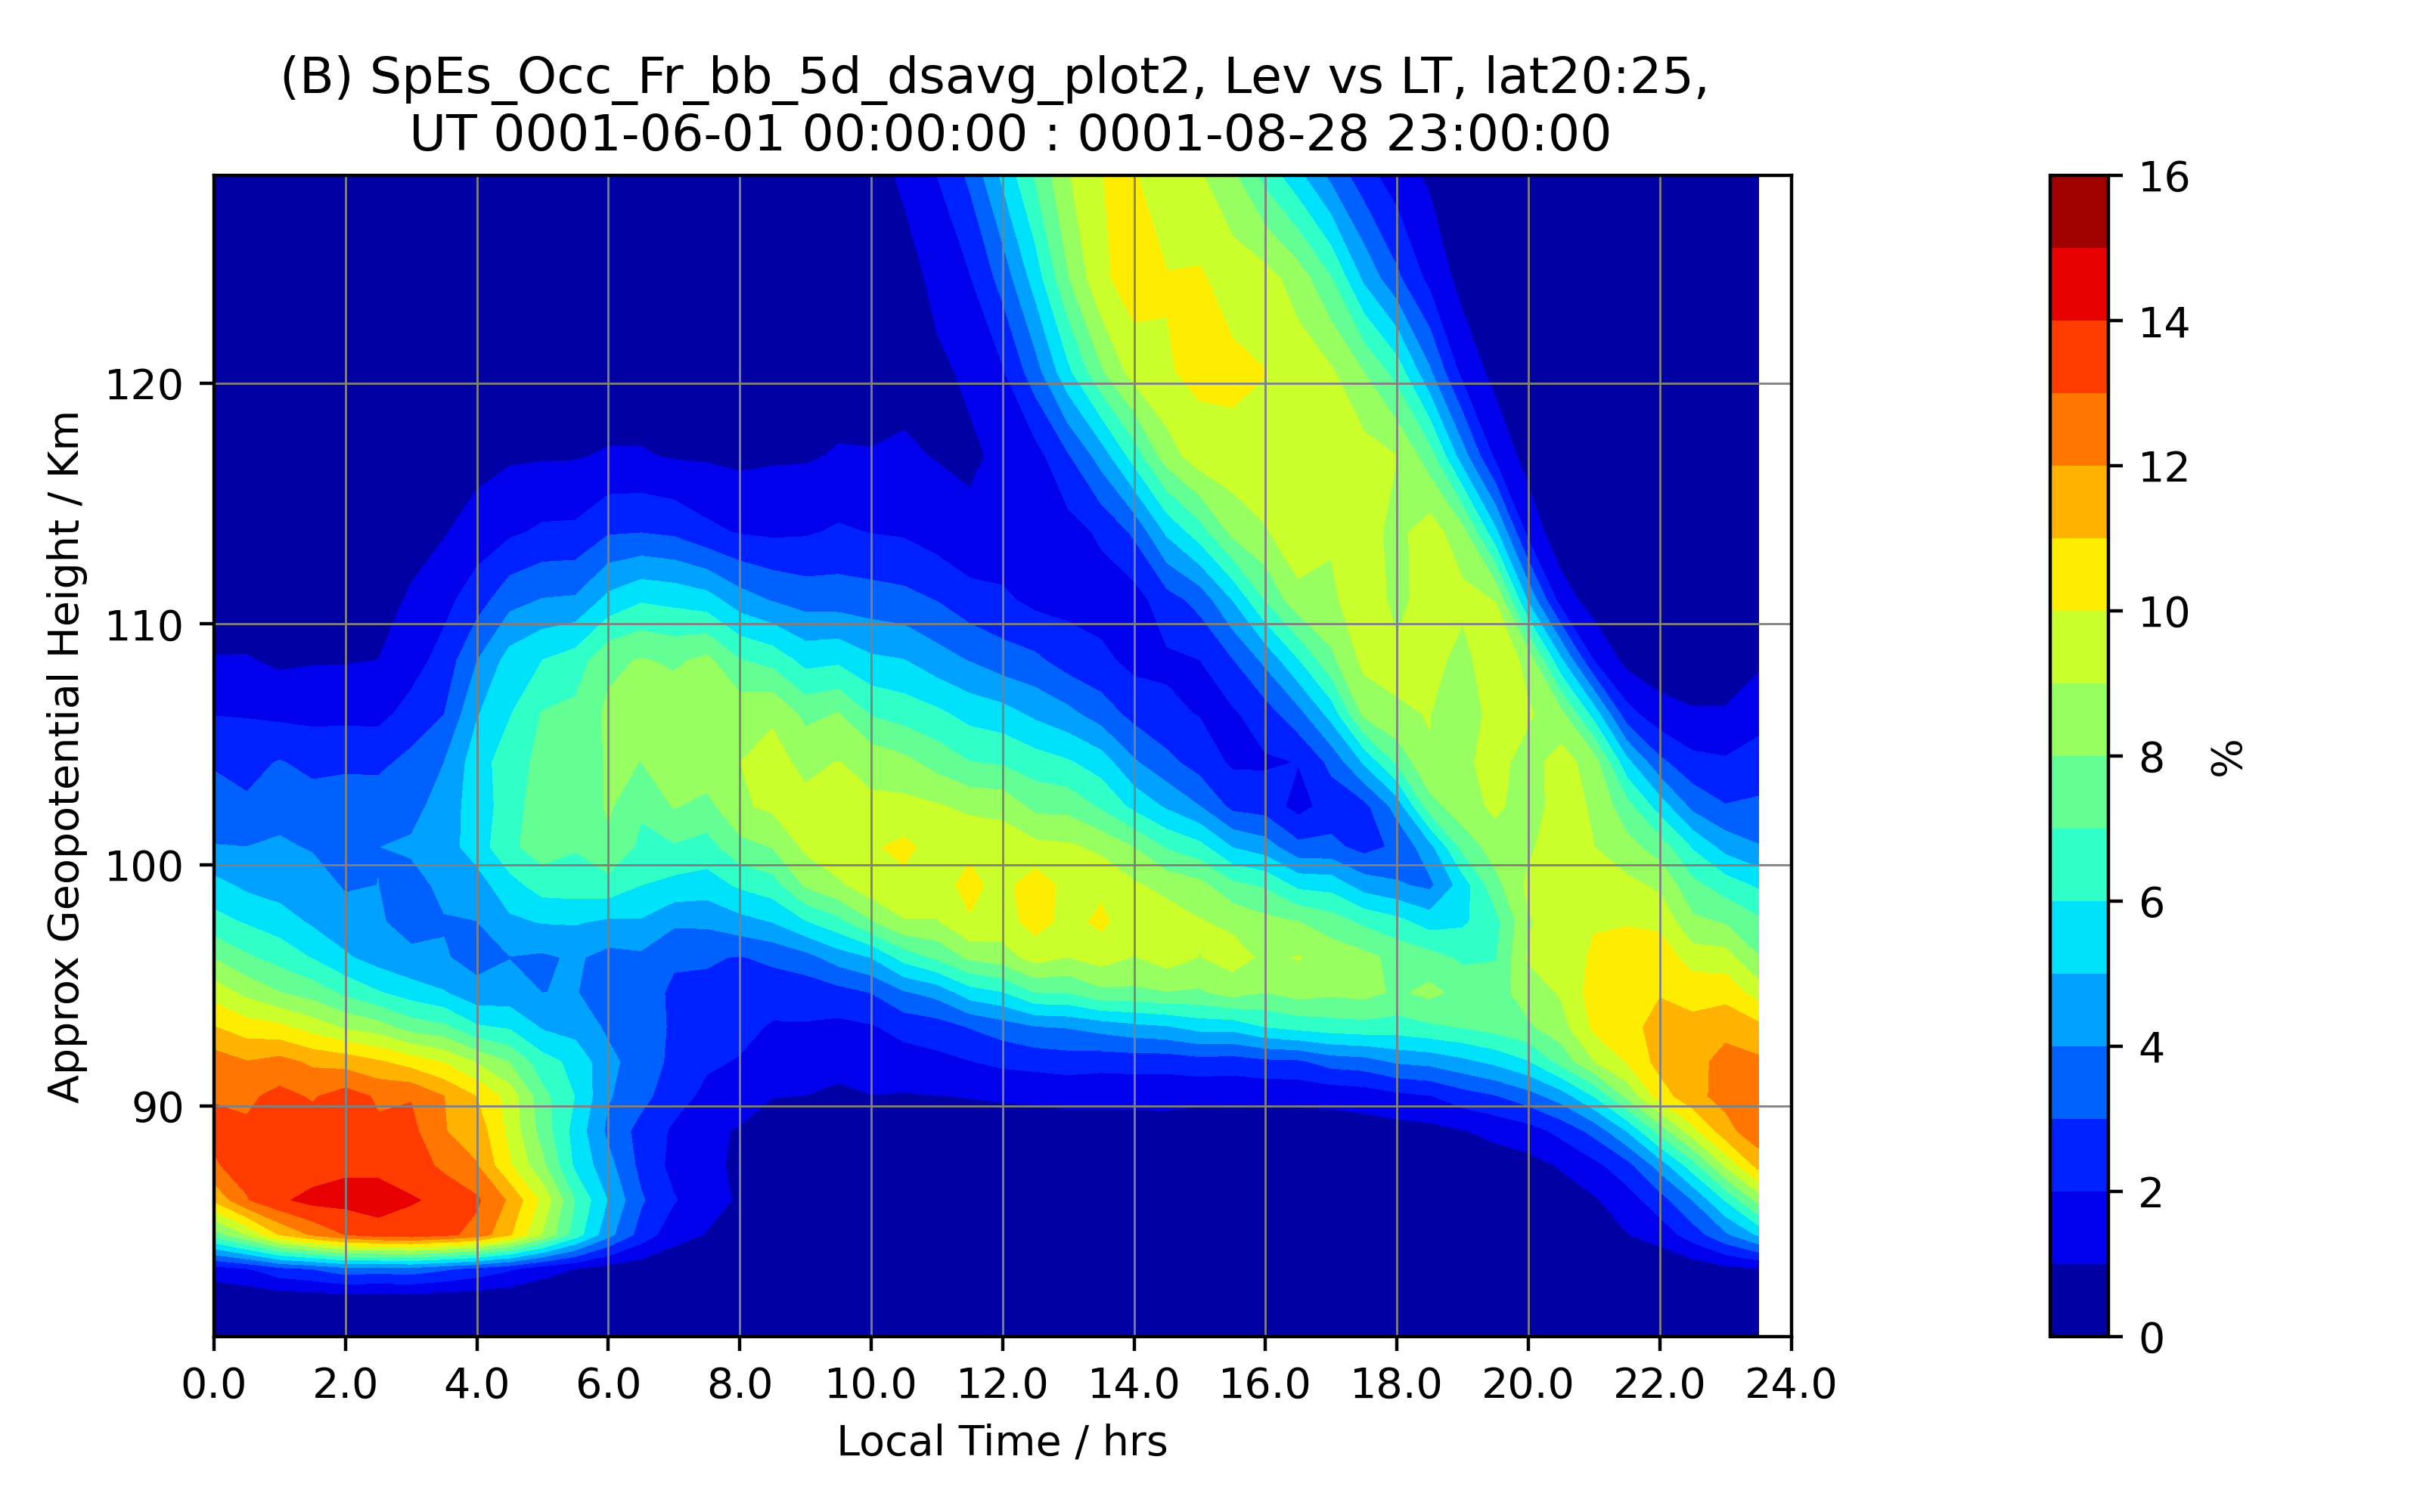 (B) SpEs_Occ_Fr_bb_5d_dsavg_plot2, Lev vs LT, lat20:25,
UT 0001-06-01 00:00:00 : 0001-08-28 23:00:00
Approx Geopotential Height / Km
120
110
100
90
0.0 2.0 4.0 6.0 8.0 10.0 12.0 14.0 16.0 18.0 20.0 22.0 24.0
Local Time / hrs
16
14
12
10
8
6
4
2
0
%